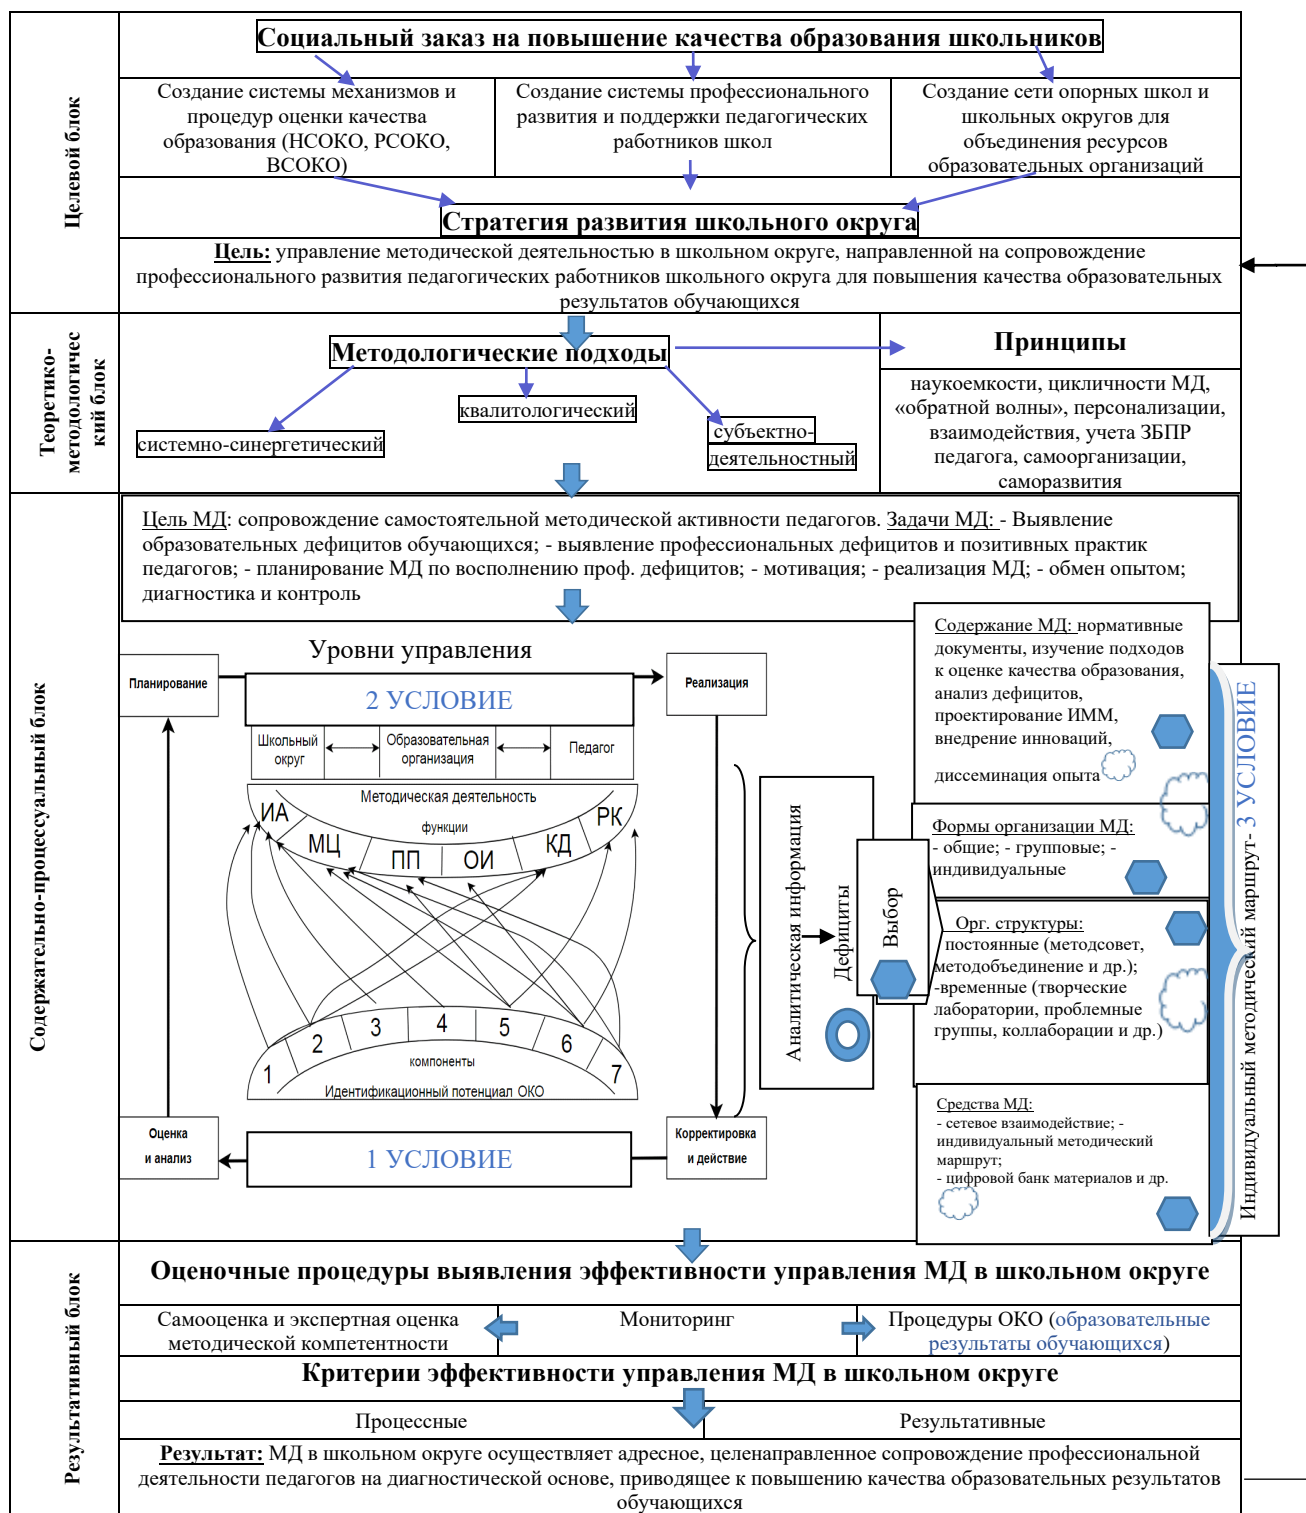 Целевой блок
Социальный заказ на повышение качества образования школьников
Создание системы механизмов и
процедур оценки качества
образования (НСОКО, РСОКО,
ВСОКО)
Создание системы профессионального
развития и поддержки педагогических
работников школ
Создание сети опорных школ и
школьных округов для
объединения ресурсов
образовательных организаций
Стратегия развития школьного округа
Цель: управление методической деятельностью в школьном округе, направленной на сопровождение
профессионального развития педагогических работников школьного округа для повышения качества образовательных
результатов обучающихся
Теоретико-
методологичес
кий блок
Методологические подходы
квалитологический
системно-синергетический
субъектно-
деятельностный
Принципы
наукоемкости, цикличности МД,
«обратной волны», персонализации,
взаимодействия, учета ЗБПР
педагога, самоорганизации,
саморазвития
Содержательно-процессуальный блок
Цель МД: сопровождение самостоятельной методической активности педагогов. Задачи МД: - Выявление
образовательных дефицитов обучающихся; - выявление профессиональных дефицитов и позитивных практик
педагогов; - планирование МД по восполнению проф. дефицитов; - мотивация; - реализация МД; - обмен опытом;
диагностика и контроль
Уровни управления
Планирование
2 УСЛОВИЕ
Реализация
Школьный
округ
Образовательная
организация
Педагог
Методическая деятельность
функции
ИА
МЦ
ПП
ОИ
КД
РК
1
2
3
4
5
6
7
компоненты
Идентификационный потенциал ОКО
Оценка
и анализ
1 УСЛОВИЕ
Корректировка
и действие
Аналитическая информация
Дефициты
Выбор
Содержание МД: нормативные
документы, изучение подходов
к оценке качества образования,
анализ дефицитов,
проектирование ИММ,
внедрение инноваций,
диссеминация опыта
Формы организации МД:
- общие; - групповые; -
индивидуальные
Орг. структуры:
- постоянные (методсовет,
методобъединение и др.);
-временные (творческие
лаборатории, проблемные
группы, коллаборации и др.)
Средства МД:
- сетевое взаимодействие; -
индивидуальный методический
маршрут;
- цифровой банк материалов и др.
Индивидуальный методический маршрут- 3 УСЛОВИЕ
Результативный блок
Оценочные процедуры выявления эффективности управления МД в школьном округе
Самооценка и экспертная оценка
методической компетентности
Мониторинг
Процедуры ОКО (образовательные
результаты обучающихся)
Критерии эффективности управления МД в школьном округе
Процессные
Результативные
Результат: МД в школьном округе осуществляет адресное, целенаправленное сопровождение профессиональной
деятельности педагогов на диагностической основе, приводящее к повышению качества образовательных результатов
обучающихся